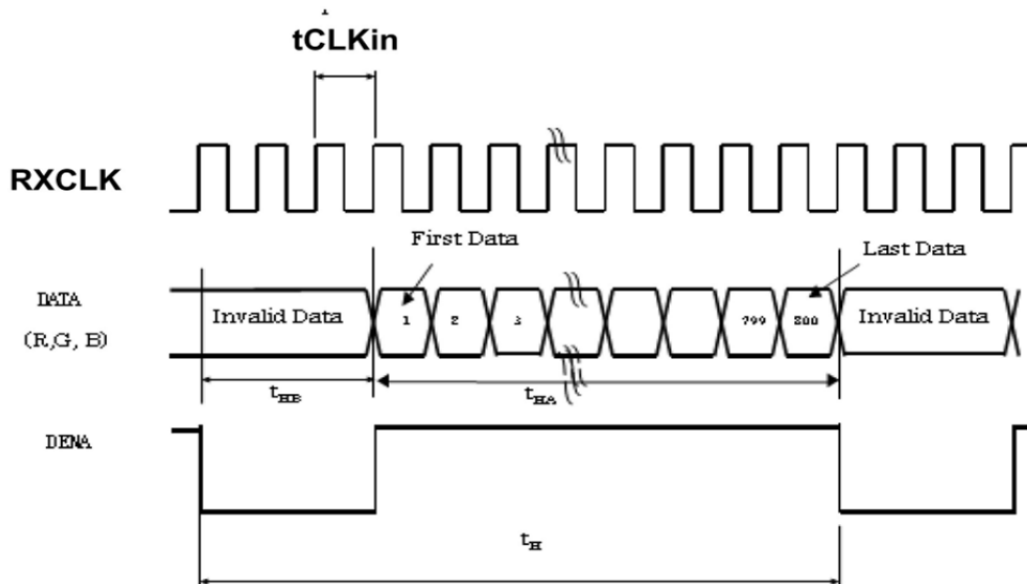 tCLKin
RXCLK
First Data
Last Data
DATA
(R,G, B)
Invalid Data
1
2
3
799
800
Invalid Data
tHB
tHA
DENA
tH